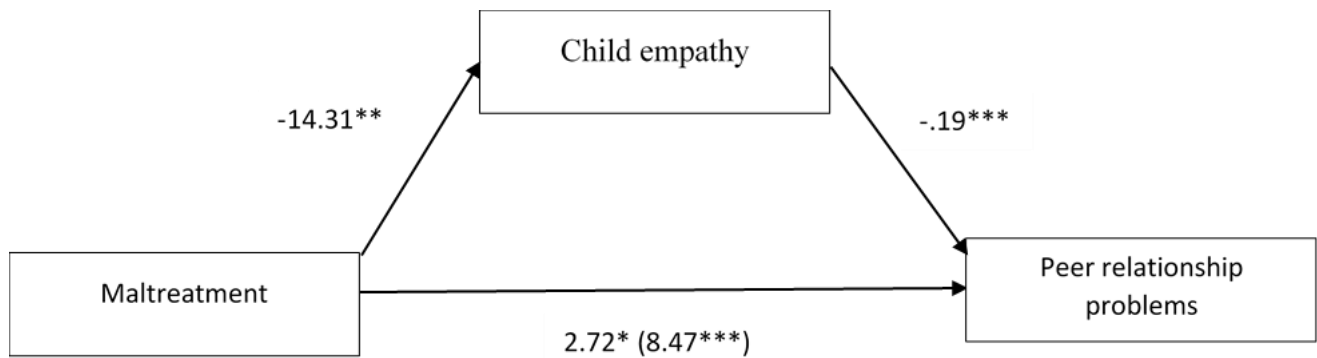 Child empathy
-14.31**
-.19***
Maltreatment
Peer relationship
problems
2.72* (8.47***)